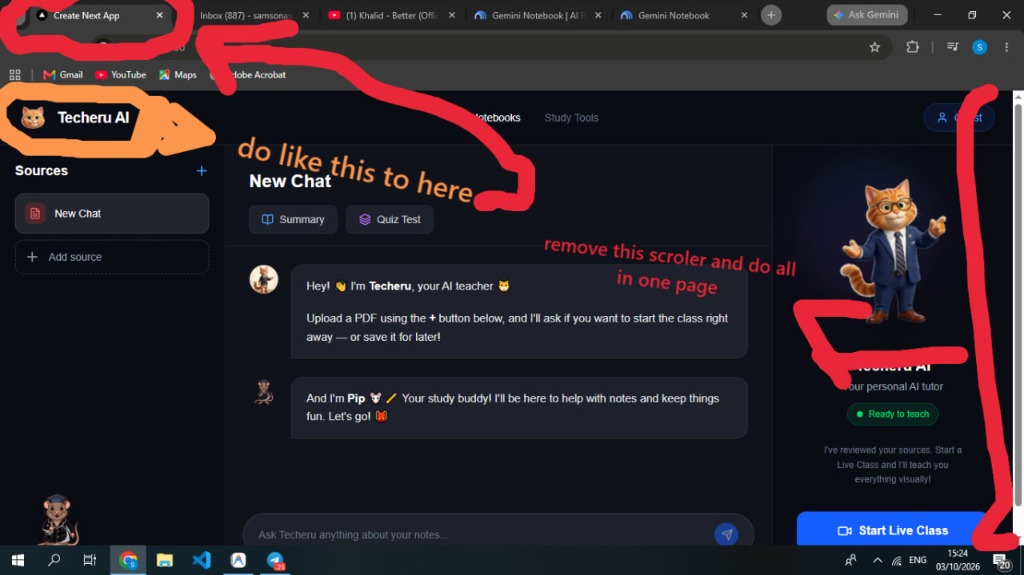 Create Next App
Inbox (887) - samsona
(1) Khalid - Better (Offi
Gemini Notebook | AI R
Gemini Notebook
Ask Gemini
S
Gmail
YouTube
Maps
dobe Acrobat
Techeru AI
otebooks
Study Tools
do like this to here
Sources
New Chat
New Chat
Add source
Summary
Quiz Test
remove this scroler and do all
in one page
Hey! 👋 I'm Techeru, your AI teacher 🐱
Upload a PDF using the + button below, and I'll ask if you want to start the class right
away — or save it for later!
And I'm Pip 🐭 🥢 Your study buddy! I'll be here to help with notes and keep things
fun. Let's go! 🐯
Techeru AI
our personal AI tutor
Ready to teach
I've reviewed your sources. Start a
Live Class and I'll teach you
everything visually!
Start Live Class
Ask Techeru anything about your notes...
ENG
15:24
03/10/2026
20